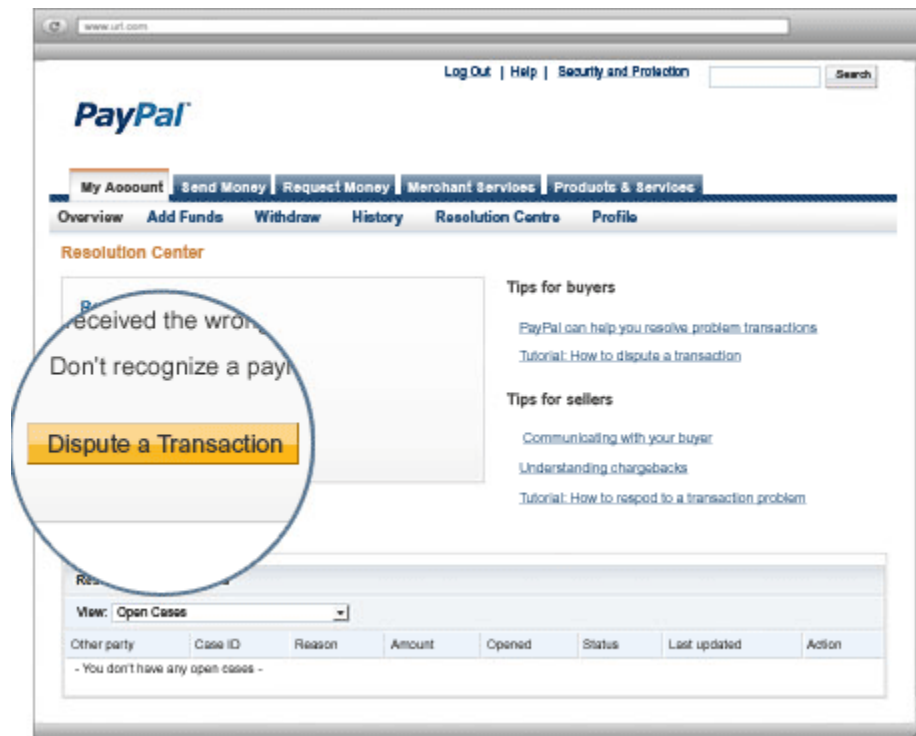 www.url.com
Log Out | Help | Security and Protection
Search
PayPal
My Account Send Money Request Money Merchant Services Products & Services
Overview Add Funds Withdraw History Resolution Centre Profile
Resolution Center
Tips for buyers
received the wrong
PayPal can help you resolve problem transactions
Don't recognize a
Tutorial: How to dispute a transaction
Tips for sellers
Dispute a Transaction
Communicating with your buyer
Understanding chargebacks
Tutorial: How to respod to a transaction problem
View: Open Cases
Other party Case ID Reason Amount Opened Status Last updated Action
- You don't have any open cases -